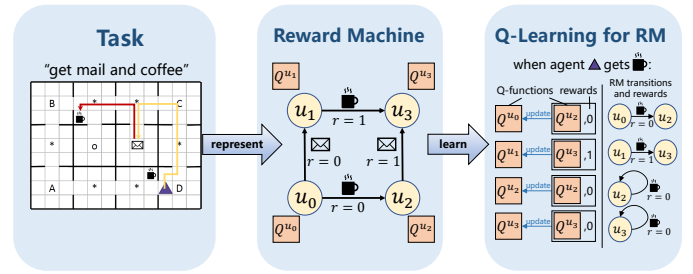 Task
"get mail and coffee"
B * * C
* o *
A * * D
represent
Reward Machine
Q^{u_1} Q^{u_3}
u_1 r = 1 u_3
r = 0 r = 1
u_0 r = 0 u_2
Q^{u_0} Q^{u_2}
learn
Q-Learning for RM
when agent gets :
Q-functions rewards
RM transitions
and rewards
Q^{u_0} update Q^{u_2} ,0 u_0 r = 0 u_2
Q^{u_1} update Q^{u_3} ,1 u_1 r = 1 u_3
Q^{u_2} update Q^{u_2} ,0 u_2 r = 0
Q^{u_3} update Q^{u_3} ,0 u_3 r = 0